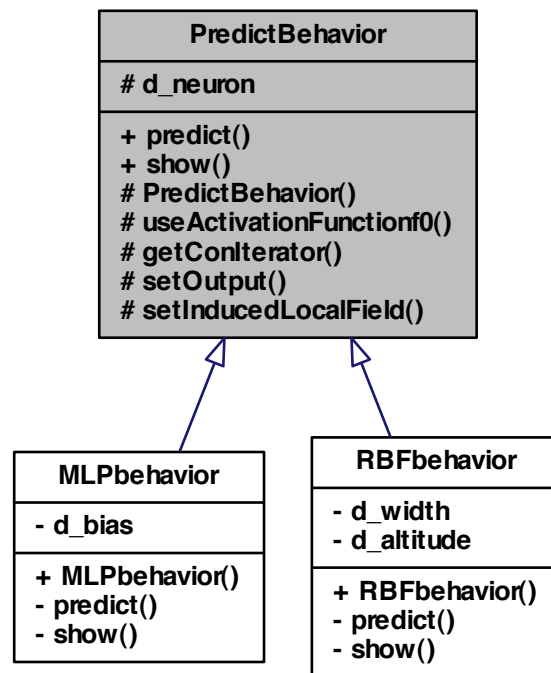 PredictBehavior
# d_neuron
+ predict()
+ show()
# PredictBehavior()
# useActivationFunctionf0()
# getConIterator()
# setOutput()
# setInducedLocalField()
MLPbehavior
- d_bias
+ MLPbehavior()
- predict()
- show()
RBFbehavior
- d_width
- d_altitude
+ RBFbehavior()
- predict()
- show()